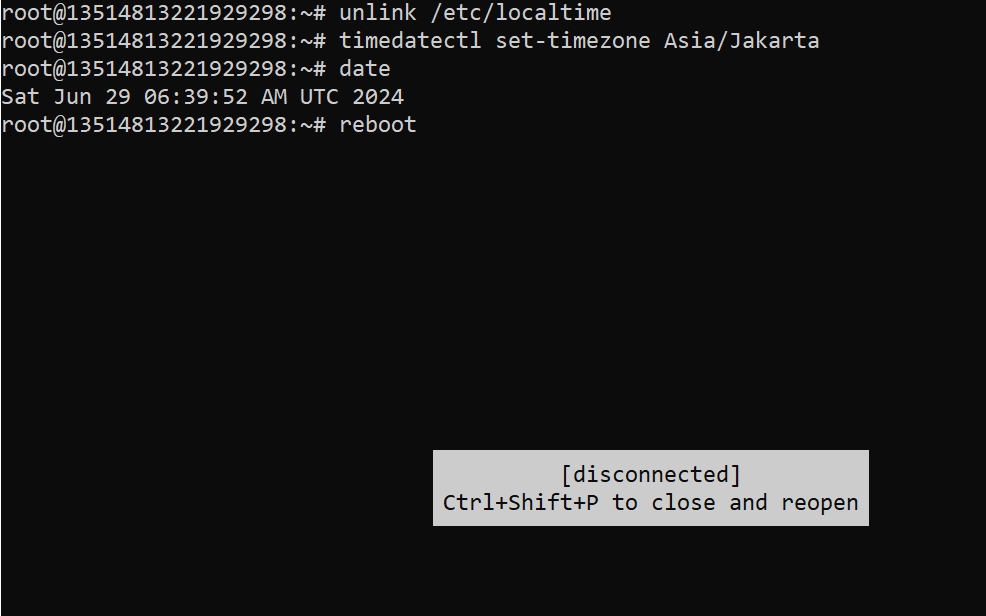 root@13514813221929298:~# unlink /etc/localtime
root@13514813221929298:~# timedatectl set-timezone Asia/Jakarta
root@13514813221929298:~# date
Sat Jun 29 06:39:52 AM UTC 2024
root@13514813221929298:~# reboot
[disconnected]
Ctrl+Shift+P to close and reopen